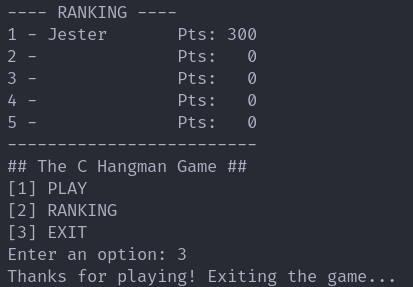 ---- RANKING ----
1 - Jester       Pts: 300
2 -              Pts:   0
3 -              Pts:   0
4 -              Pts:   0
5 -              Pts:   0
-------------------------
## The C Hangman Game ##
[1] PLAY
[2] RANKING
[3] EXIT
Enter an option: 3
Thanks for playing! Exiting the game...